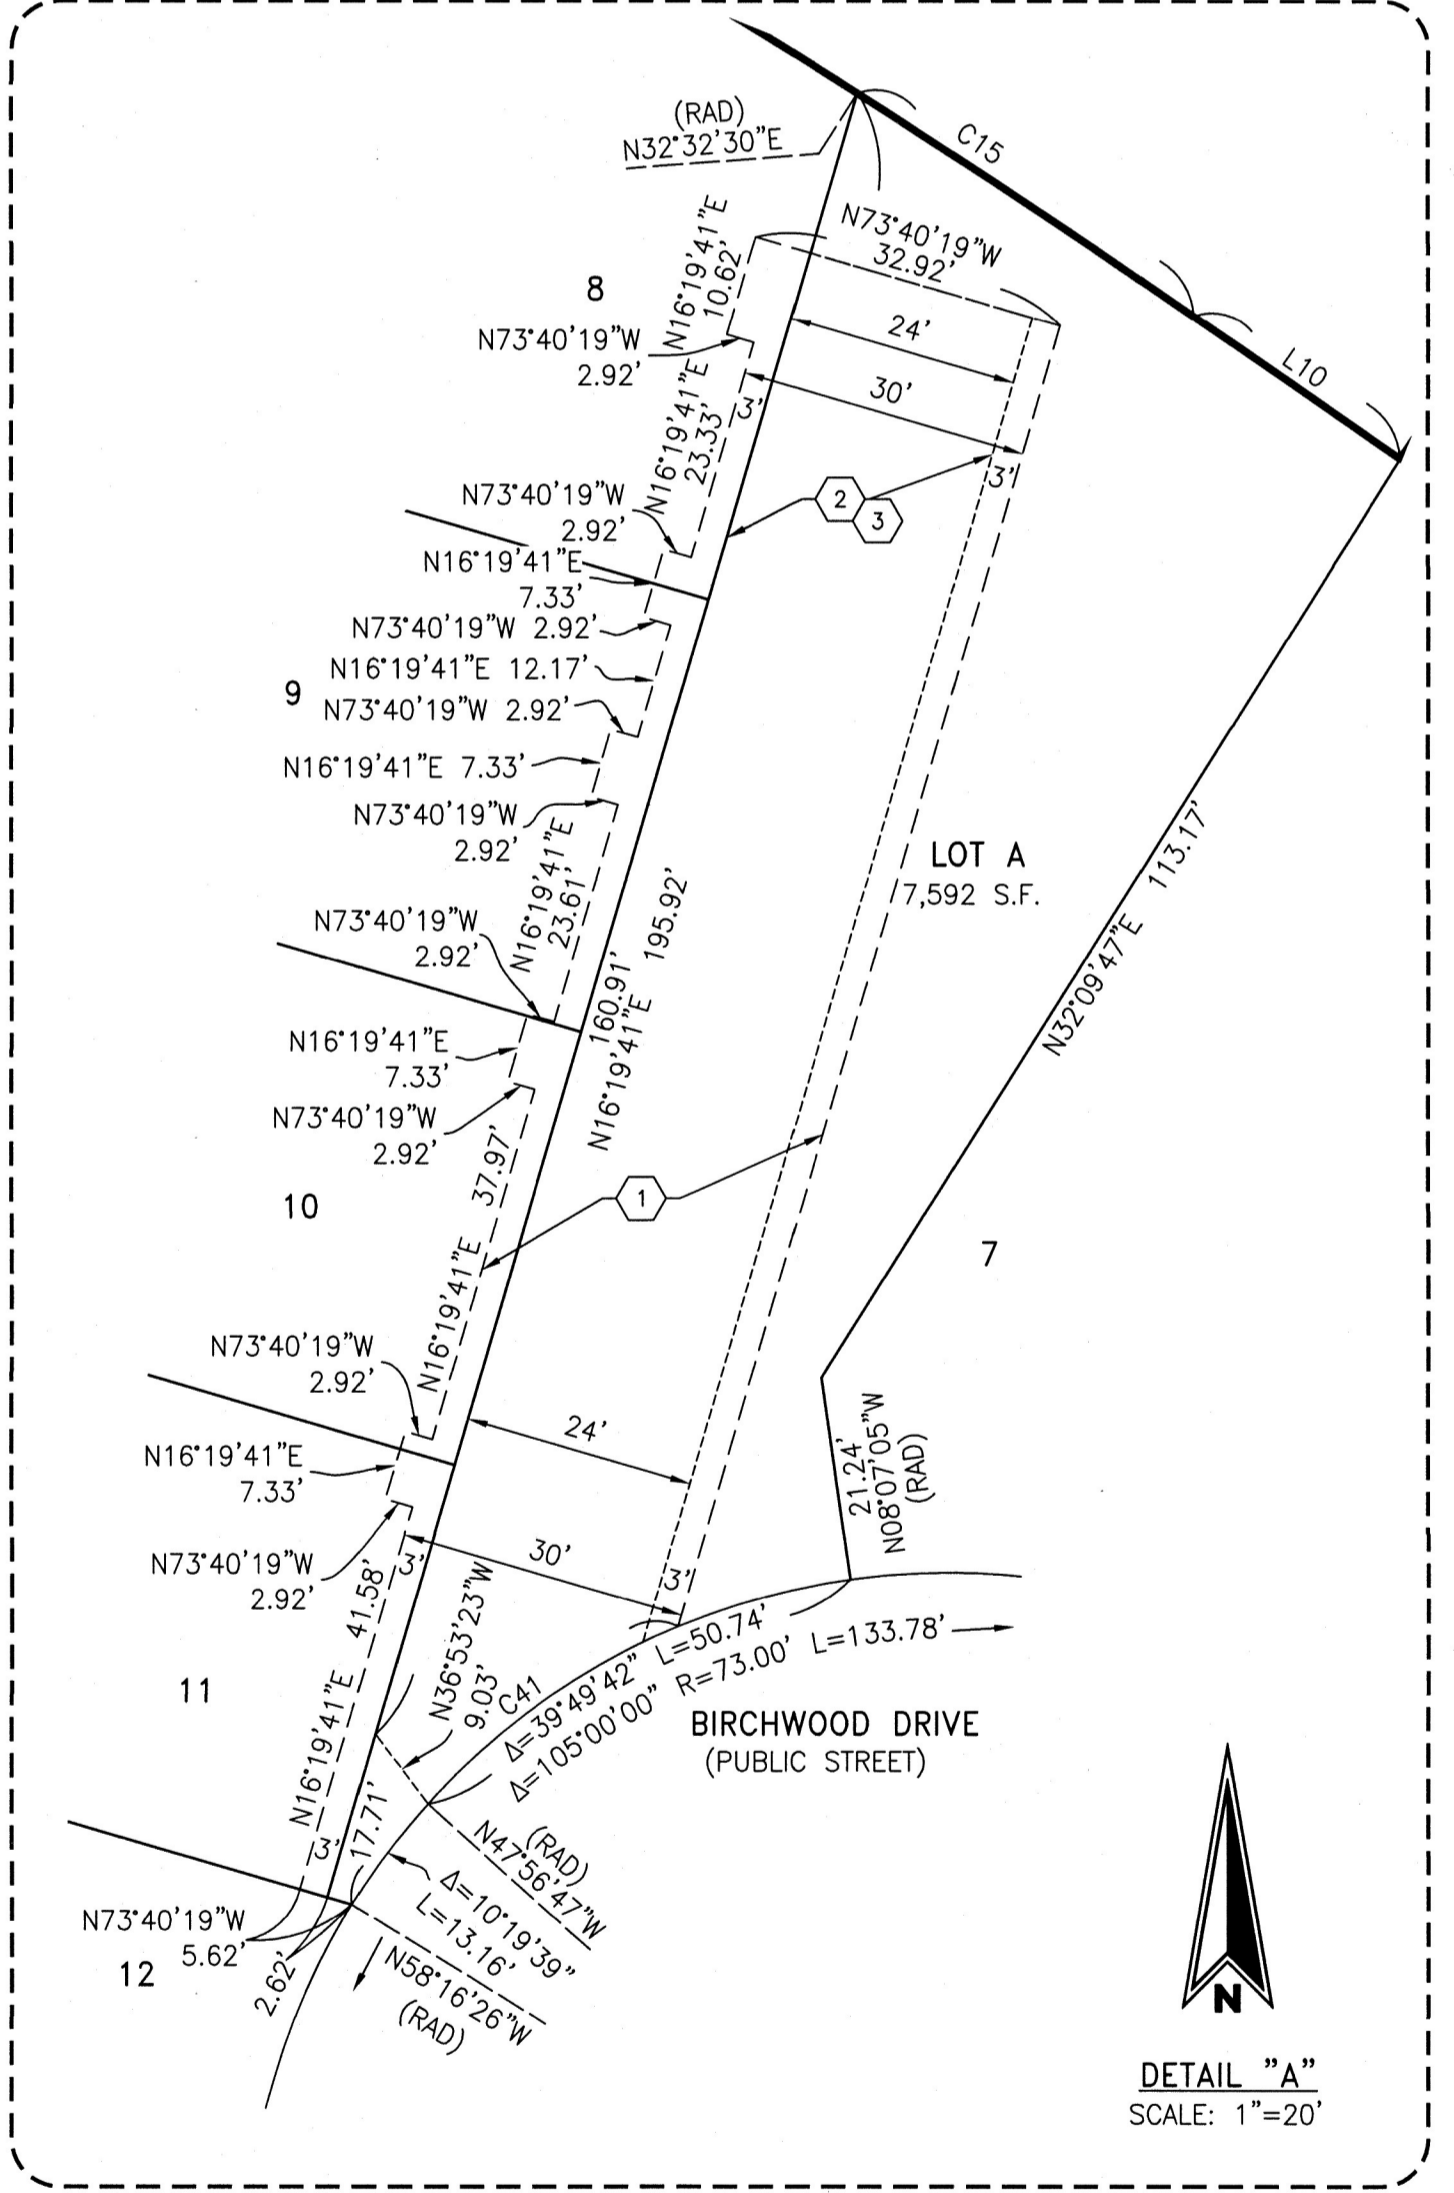 (RAD)
N32°32'30"E
C15
N73°40'19"W
32.92'
N16°19'41"E
10.62'
8
N73°40'19"W
2.92'
24'
30'
L10
N16°19'41"E
23.33'
3'
3'
2
3
N73°40'19"W
2.92'
N16°19'41"E
7.33'
N73°40'19"W 2.92'
N16°19'41"E 12.17'
9
N73°40'19"W 2.92'
N16°19'41"E 7.33'
N73°40'19"W
2.92'
N16°19'41"E
23.61'
LOT A
7,592 S.F.
N32°09'47"E 113.17'
N73°40'19"W
2.92'
160.91'
N16°19'41"E 195.92'
N16°19'41"E
7.33'
N73°40'19"W
2.92'
N16°19'41"E 37.97'
1
10
7
N73°40'19"W
2.92'
24'
N16°19'41"E
7.33'
21.24'
N08°07'05"W
(RAD)
N73°40'19"W
2.92'
3'
30'
3'
N16°19'41"E 41.58'
N36°53'23"W
9.03'
C41
Δ=39°49'42" L=50.74'
Δ=105°00'00" R=73.00' L=133.78'
11
BIRCHWOOD DRIVE
(PUBLIC STREET)
3'
17.71'
(RAD)
N47°56'47"W
Δ=10°19'39"
L=13.16'
N73°40'19"W
5.62'
12
2.62'
N58°16'26"W
(RAD)
N
DETAIL "A"
SCALE: 1"=20'